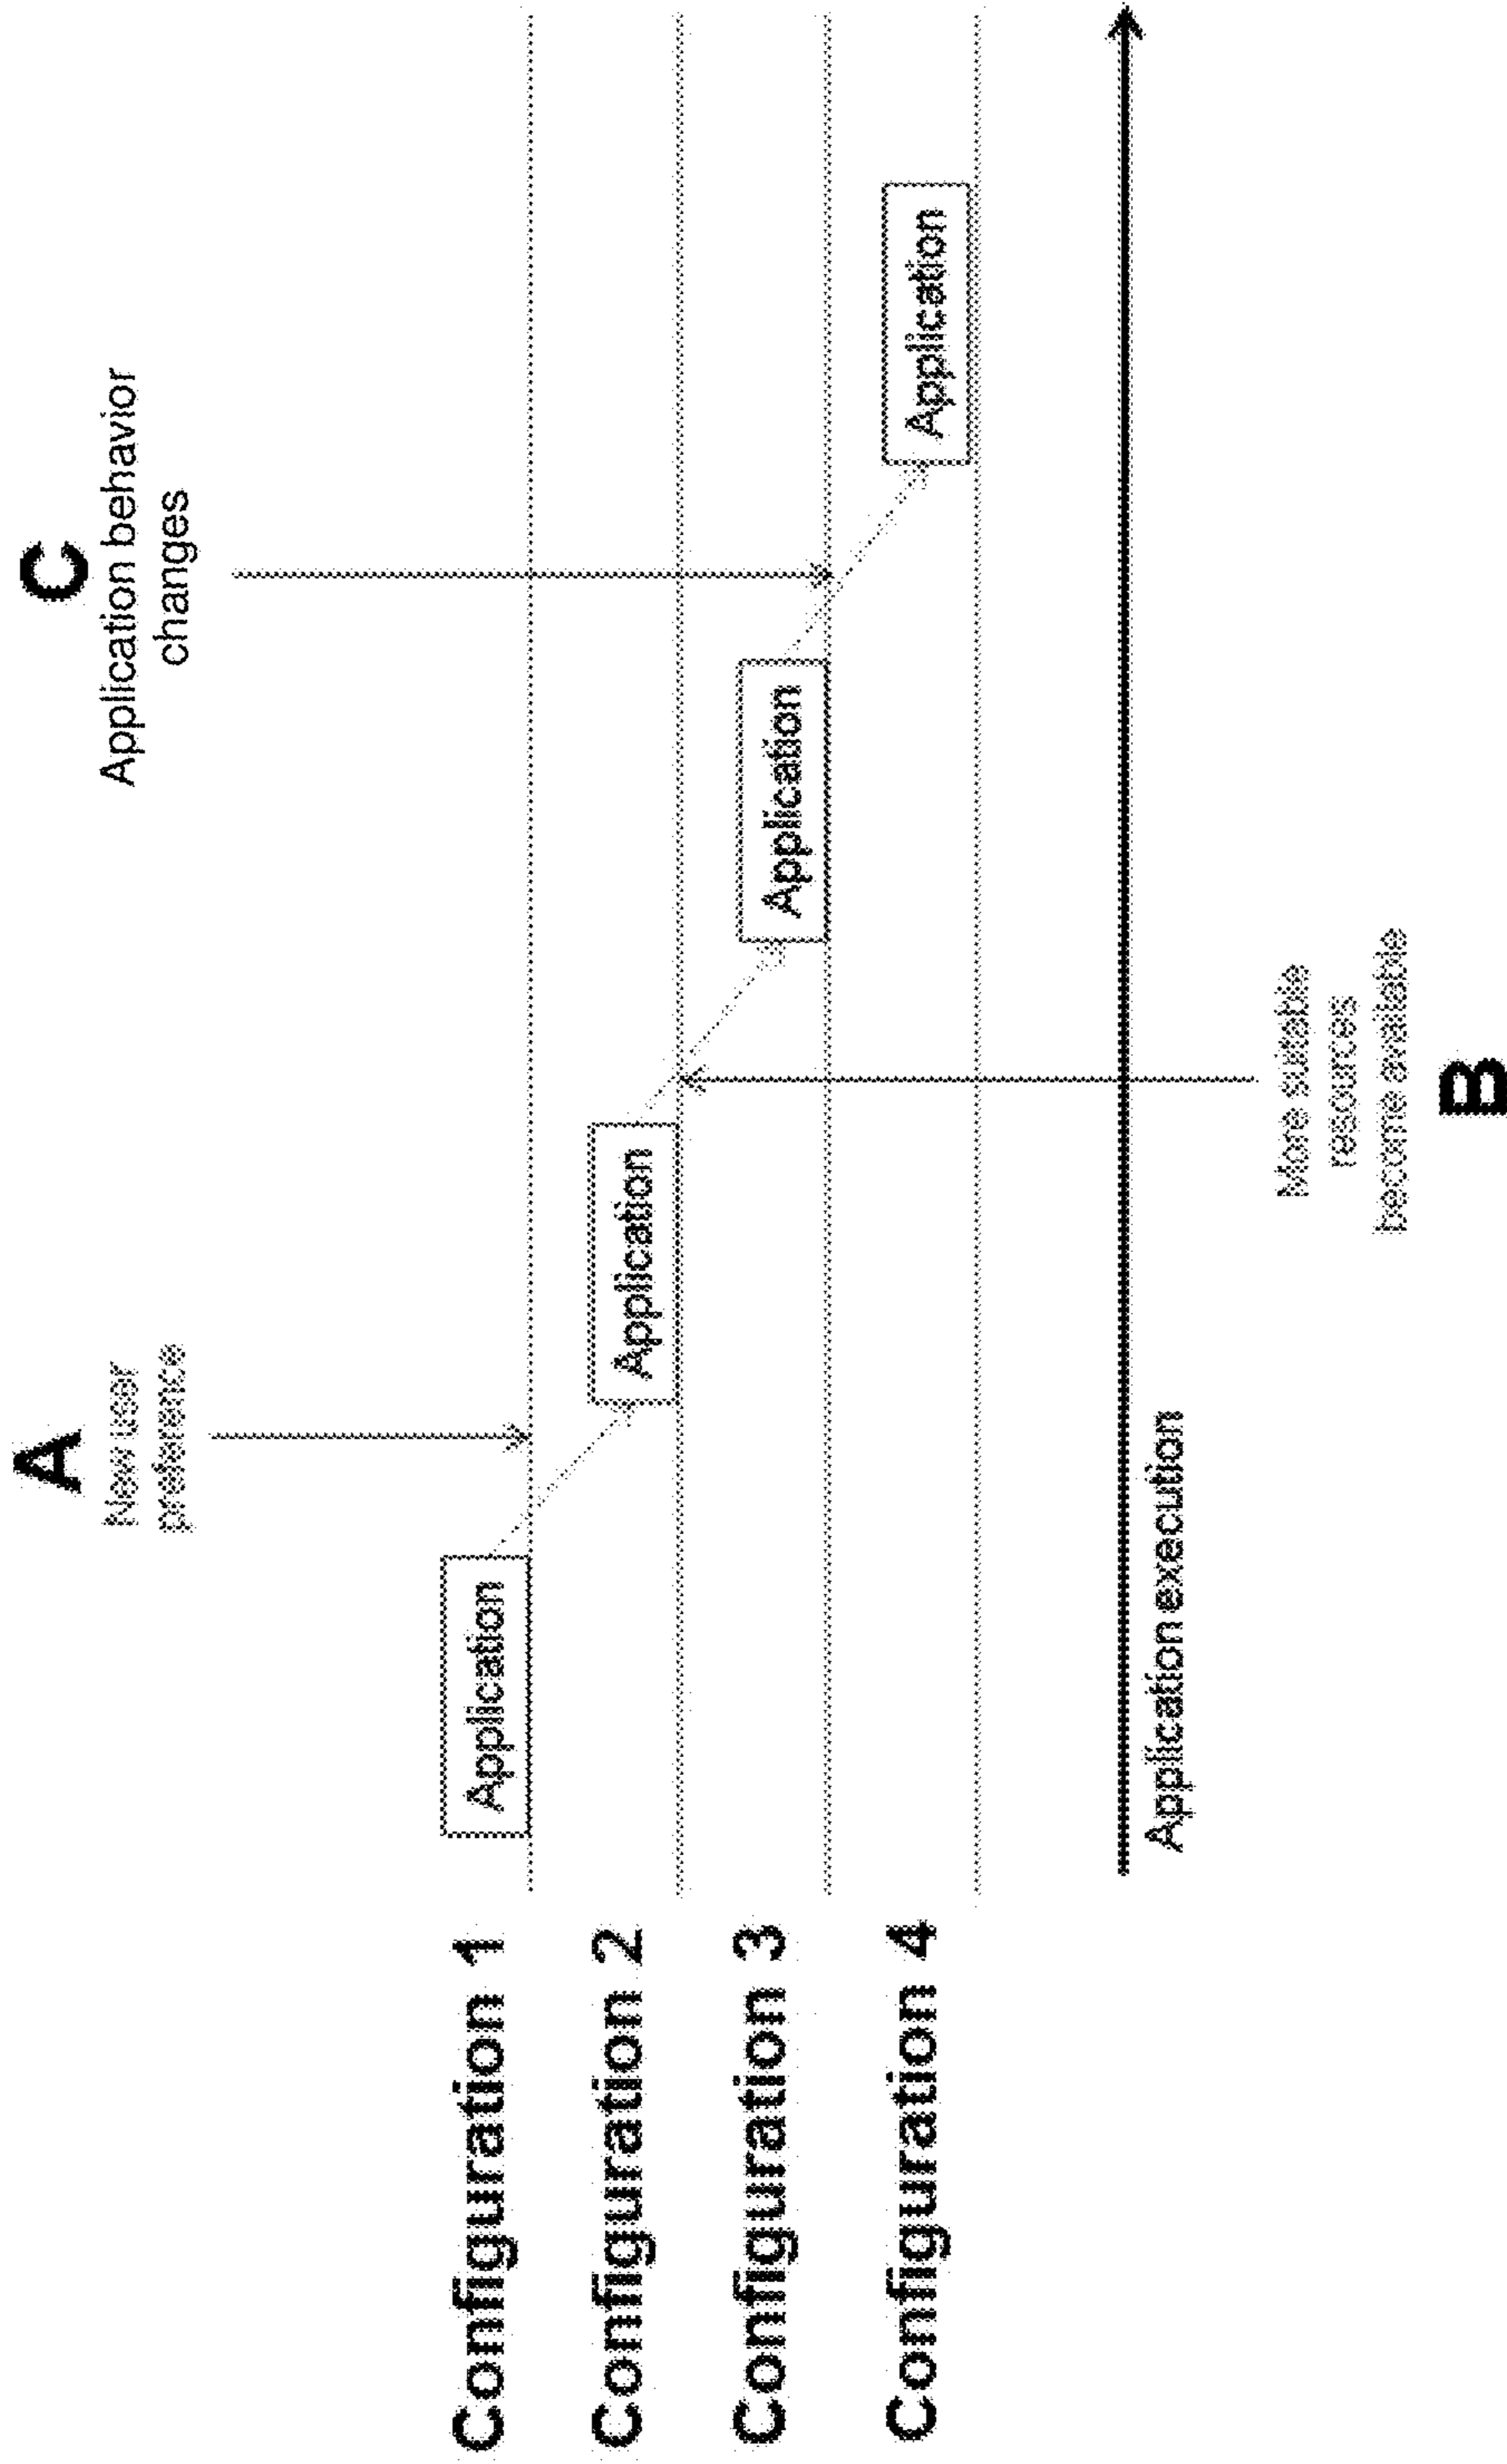 A
New user
preference
C
Application behavior
changes
Configuration 1
Application
Configuration 2
Application
Configuration 3
Application
Configuration 4
Application
Application execution
More suitable
resources
become available
B